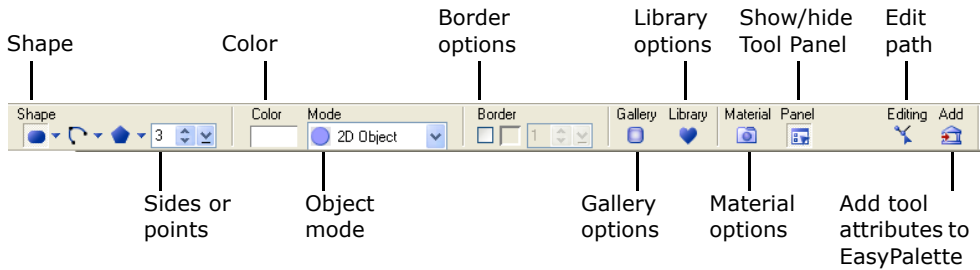 Shape
Color
Border
options
Library
options
Show/hide
Tool Panel
Edit
path
Shape
Color
Mode
Border
Gallery
Library
Material
Panel
Editing
Add
3
2D Object
1
Sides or
points
Object
mode
Gallery
options
Material
options
Add tool
attributes to
EasyPalette